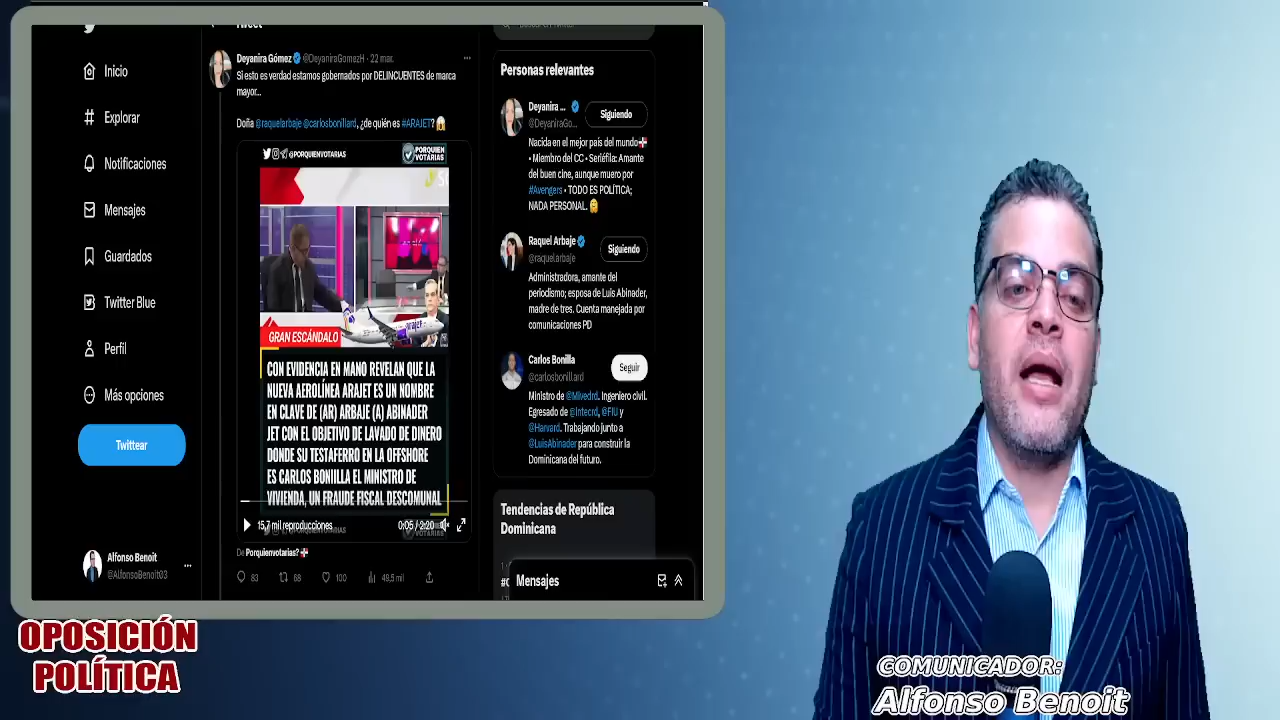 Tweet
Inicio
Explorar
Notificaciones
Mensajes
Guardados
Twitter Blue
Perfil
Más opciones
Twittear
Alfonso Benoit
@AlfonsoBenoit03
Deyanira Gómez @DeyaniraGomezH · 22 mar.
Si esto es verdad estamos gobernados por DELINCUENTES de marca
mayor...
Doña @raquelarbaje @carlosbonillard, ¿de quién es #ARAJET?
@PORQUIENVOTARIAS
PORQUIEN
VOTARIAS
arajet
GRAN ESCÁNDALO
CON EVIDENCIA EN MANO REVELAN QUE LA
NUEVA AEROLÍNEA ARAJET ES UN NOMBRE
EN CLAVE DE (AR) ARBAJE (A) ABINADER
JET CON EL OBJETIVO DE LAVADO DE DINERO
DONDE SU TESTAFERRO EN LA OFFSHORE
ES CARLOS BONILLA EL MINISTRO DE
VIVIENDA, UN FRAUDE FISCAL DESCOMUNAL
15,7 mil reproducciones
0:05 / 2:20
De Porquienvotarias?
83 68 100 49,5 mil
Personas relevantes
Deyanira ...
@DeyaniraGo...
Siguiendo
Nacida en el mejor país del mundo
• Miembro del CC • Seriéfila: Amante
del buen cine, aunque muero por
#Avengers • TODO ES POLÍTICA;
NADA PERSONAL.
Raquel Arbaje
@raquelarbaje
Siguiendo
Administradora, amante del
periodismo; esposa de Luis Abinader,
madre de tres. Cuenta manejada por
comunicaciones PD
Carlos Bonilla
@carlosbonillard
Seguir
Ministro de @Mivedrd. Ingeniero civil.
Egresado de @Intecrd, @FIU y
@Harvard. Trabajando junto a
@LuisAbinader para construir la
Dominicana del futuro.
Tendencias de República
Dominicana
Mensajes
OPOSICIÓN
POLÍTICA
COMUNICADOR:
Alfonso Benoit